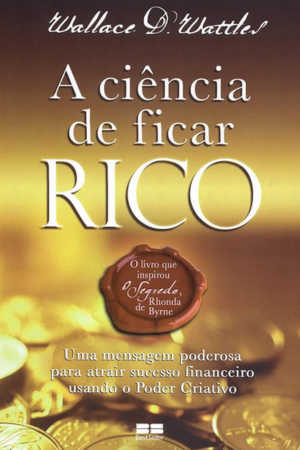 Wallace D. Wattles
A ciência
de ficar
RICO
O livro que
inspirou
O Segredo,
de Rhonda
Byrne
Uma mensagem poderosa
para atrair sucesso financeiro
usando o Poder Criativo
BS
BestSeller